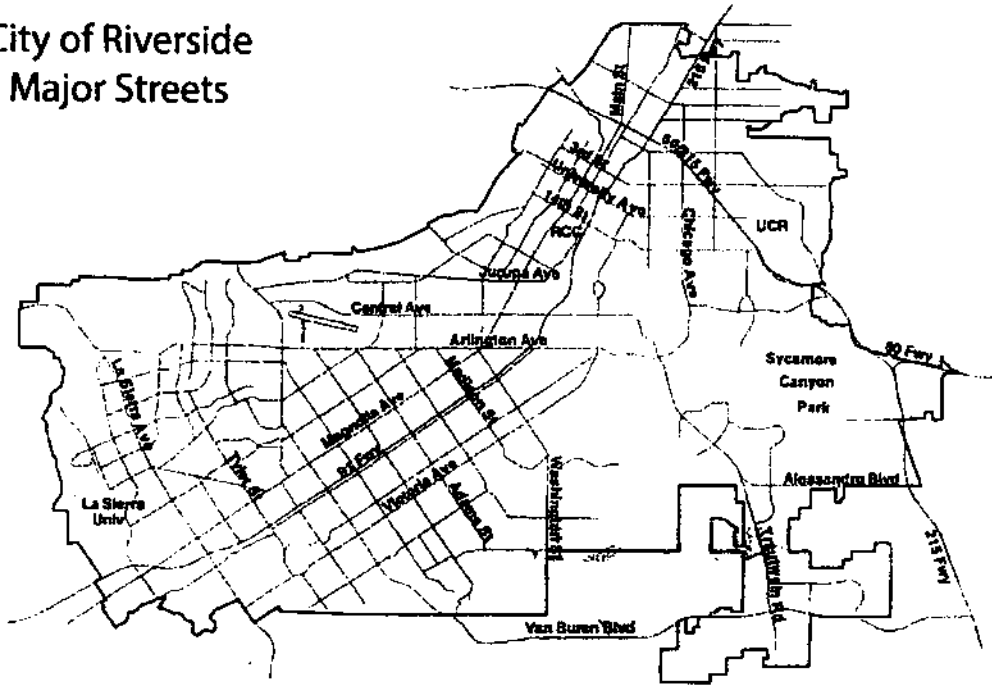 City of Riverside
Major Streets
Main St
3rd St
University Ave
14th St
RCC
60/215 Fwy
Chicago Ave
UCR
Jurupa Ave
Central Ave
Arlington Ave
La Sierra Ave
Magnolia Ave
Madison St
91 Fwy
Victoria Ave
Tyler St
Adams St
Washington St
La Sierra
Univ
Sycamore
Canyon
Park
60 Fwy
Alessandro Blvd
Trautwein Rd
215 Fwy
Van Buren Blvd